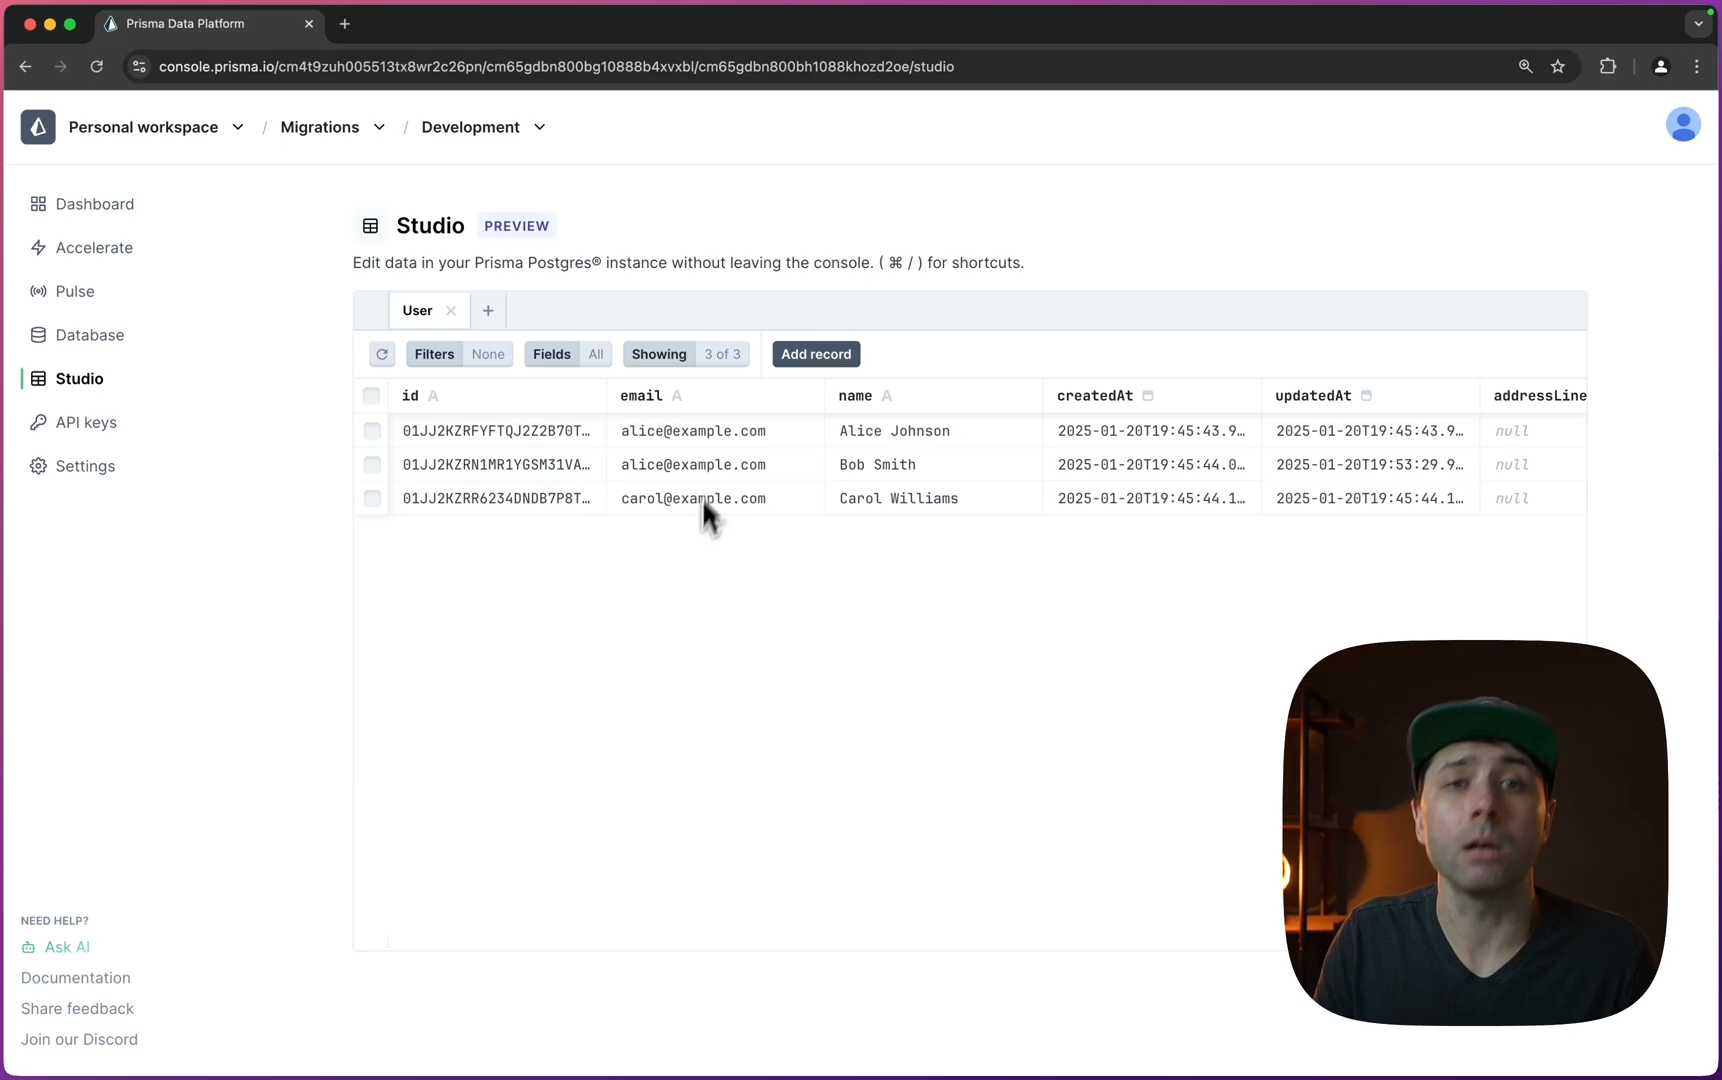 Prisma Data Platform
console.prisma.io/cm4t9zuh005513tx8wr2c26pn/cm65gdbn800bg10888b4xvxbl/cm65gdbn800bh1088khozd2oe/studio
Personal workspace / Migrations / Development
Dashboard
Accelerate
Pulse
Database
Studio
API keys
Settings
NEED HELP?
Ask AI
Documentation
Share feedback
Join our Discord
Studio PREVIEW
Edit data in your Prisma Postgres® instance without leaving the console. ( ⌘ / ) for shortcuts.
User
Filters None Fields All Showing 3 of 3 Add record
id A email A name A createdAt updatedAt addressLine
01JJ2KZRFYFTQJ2Z2B70T… alice@example.com Alice Johnson 2025-01-20T19:45:43.9… 2025-01-20T19:45:43.9… null
01JJ2KZRN1MR1YGSM31VA… alice@example.com Bob Smith 2025-01-20T19:45:44.0… 2025-01-20T19:53:29.9… null
01JJ2KZRR6234DNDB7P8T… carol@example.com Carol Williams 2025-01-20T19:45:44.1… 2025-01-20T19:45:44.1… null